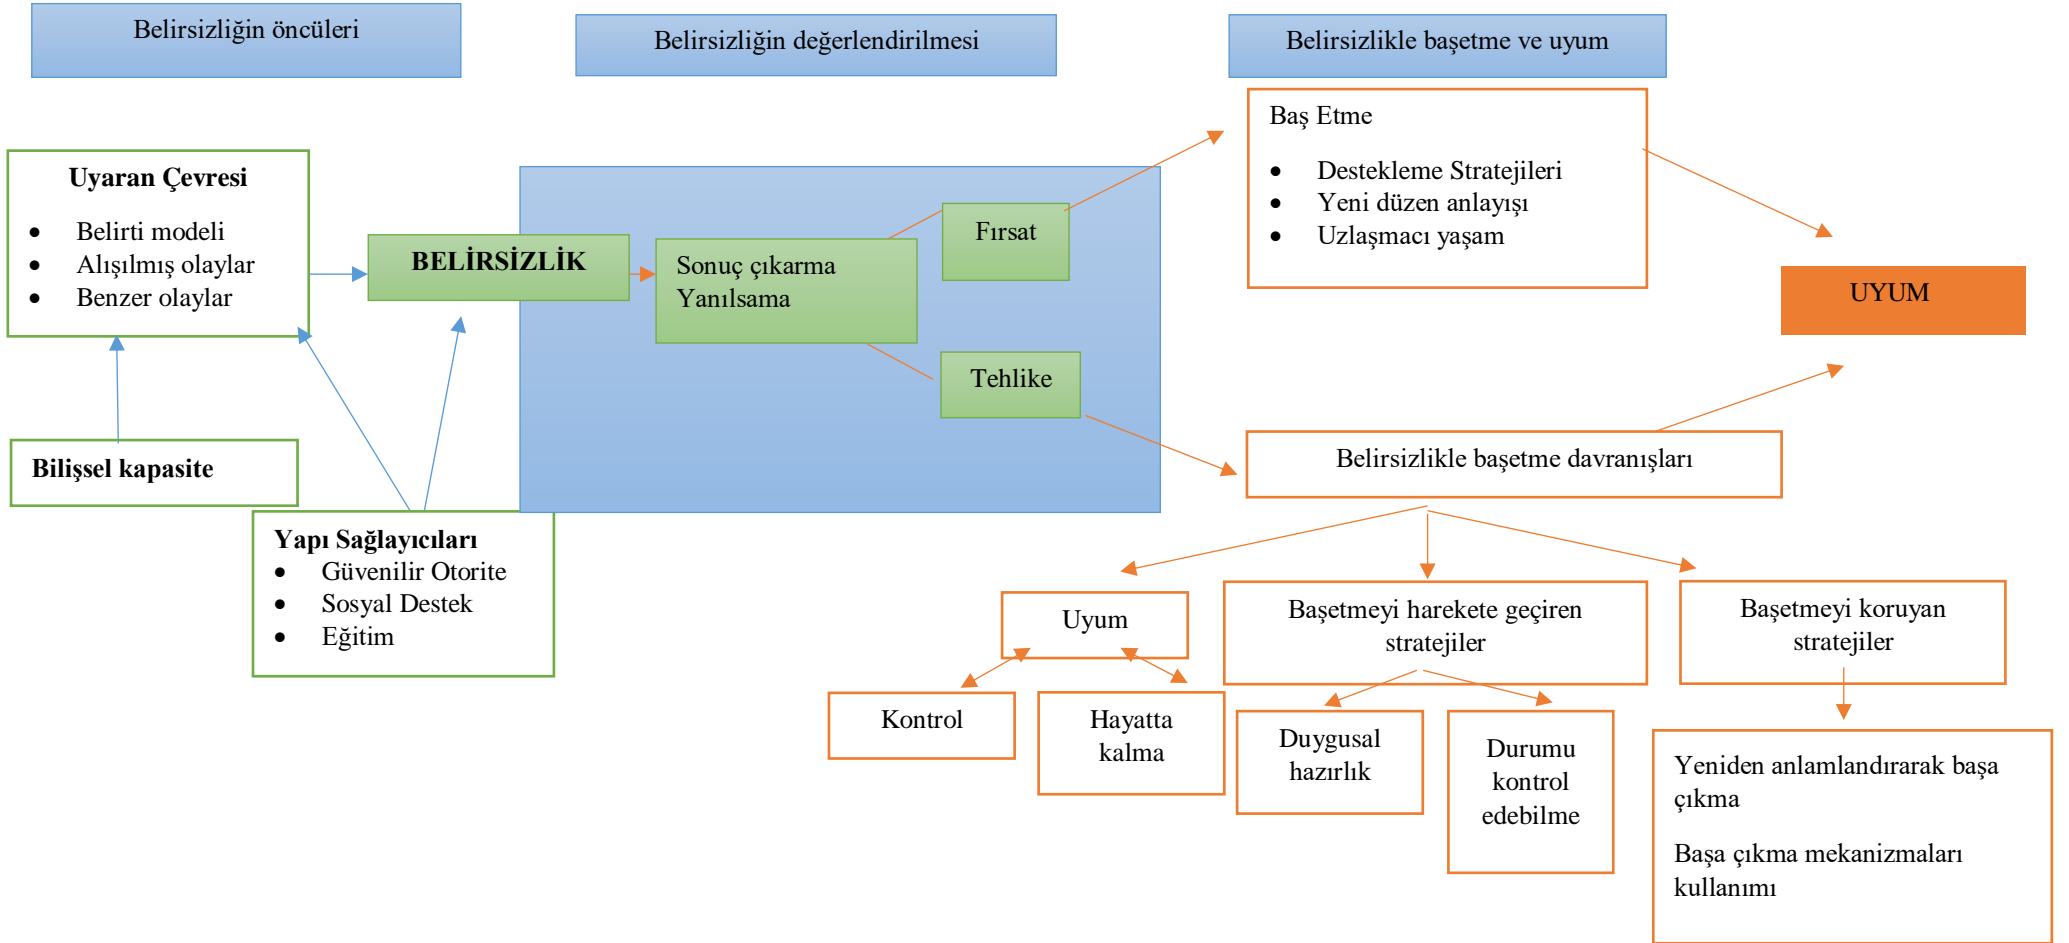 Belirsizliğin öncüleri
Belirsizliğin değerlendirilmesi
Belirsizlikle başetme ve uyum
Uyaran Çevresi
• Belirti modeli
• Alışılmış olaylar
• Benzer olaylar
Bilişsel kapasite
Yapı Sağlayıcıları
• Güvenilir Otorite
• Sosyal Destek
• Eğitim
BELİRSİZLİK
Sonuç çıkarma
Yanılsama
Fırsat
Tehlike
Baş Etme
• Destekleme Stratejileri
• Yeni düzen anlayışı
• Uzlaşmacı yaşam
UYUM
Belirsizlikle başetme davranışları
Uyum
Kontrol
Hayatta
kalma
Başetmeyi harekete geçiren
stratejiler
Duygusal
hazırlık
Durumu
kontrol
edebilme
Başetmeyi koruyan
stratejiler
Yeniden anlamlandırarak başa
çıkma
Başa çıkma mekanizmaları
kullanımı